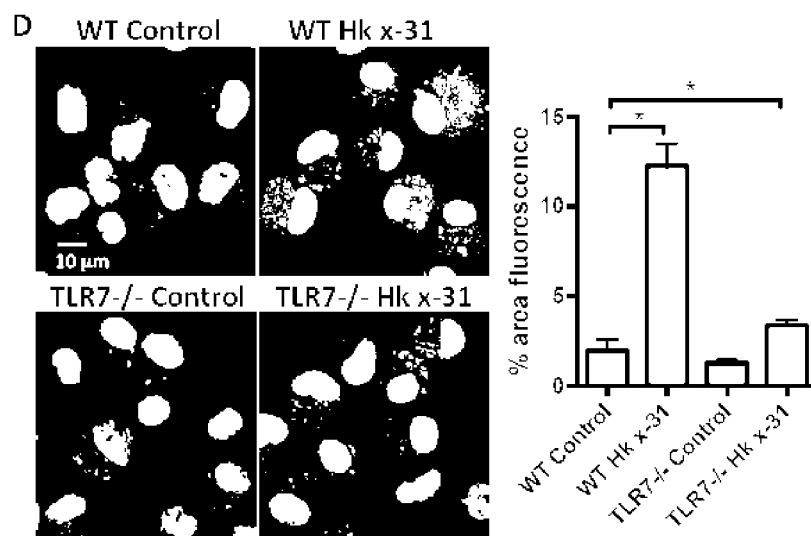 D
WT Control
WT Hk x-31
10 µm
TLR7-/- Control
TLR7-/- Hk x-31
* 
*
15
10
5
0
% area fluorescence
WT Control
WT Hk x-31
TLR7-/- Control
TLR7-/- Hk x-31